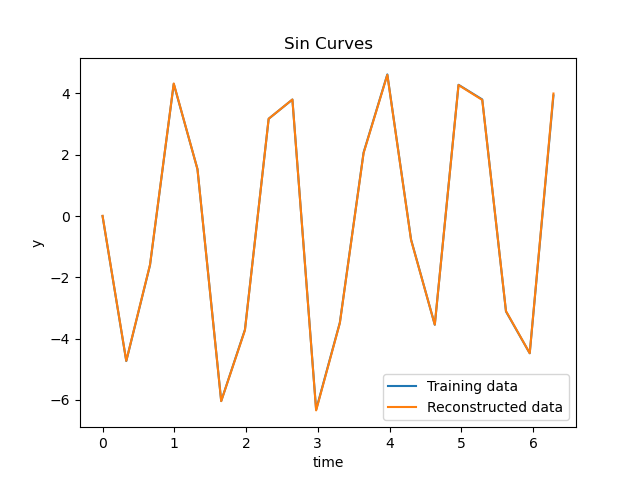 Sin Curves
y
4
2
0
−2
−4
−6
0 1 2 3 4 5 6
time
Training data
Reconstructed data